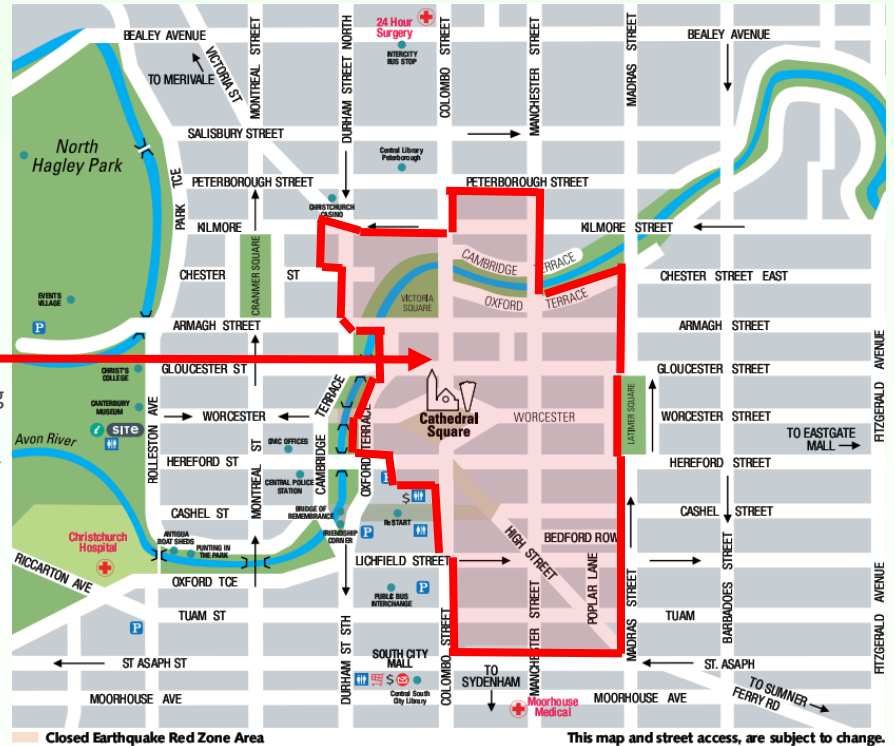 24 Hour
Surgery
INTERCITY
BUS STOP
BEALEY AVENUE
BEALEY AVENUE
VICTORIA ST
TO MERIVALE
MONTREAL STREET
DURHAM STREET NORTH
COLOMBO STREET
MANCHESTER STREET
MADRAS STREET
North
Hagley Park
SALISBURY STREET
Central Library
Peterborough
PARK TCE
PETERBOROUGH STREET
PETERBOROUGH STREET
CHRISTCHURCH
CASINO
KILMORE
KILMORE STREET
CRANMER SQUARE
CAMBRIDGE TERRACE
CHESTER ST
CHESTER STREET EAST
EVENTS
VILLAGE
VICTORIA
SQUARE
OXFORD TERRACE
P
ARMAGH STREET
ARMAGH STREET
CHRIST'S
COLLEGE
GLOUCESTER ST
GLOUCESTER STREET
FITZGERALD AVENUE
CANTERBURY
MUSEUM
ROLLESTON AVE
WORCESTER
CAMBRIDGE TERRACE
OXFORD TERRACE
Cathedral
Square
WORCESTER
LATIMER SQUARE
WORCESTER STREET
i SITE
TO EASTGATE
MALL
Avon River
CIVIC OFFICES
HEREFORD ST
HEREFORD STREET
MONTREAL ST
CENTRAL POLICE
STATION
$
CASHEL ST
CASHEL STREET
BRIDGE OF
REMEMBRANCE
Re:START
Christchurch
Hospital
ANTIGUA
BOAT SHEDS
PUNTING IN
THE PARK
FRIENDSHIP
CORNER
P
HIGH STREET
BEDFORD ROW
LICHFIELD STREET
RICCARTON AVE
OXFORD TCE
PUBLIC BUS
INTERCHANGE
P
POPLAR LANE
MADRAS STREET
BARBADOES STREET
FITZGERALD AVENUE
TUAM ST
TUAM
P
DURHAM ST STH
COLOMBO STREET
MANCHESTER STREET
ST ASAPH ST
SOUTH CITY
MALL
ST. ASAPH
$
Central South
City Library
TO
SYDENHAM
MOORHOUSE AVE
Moorhouse
Medical
MOORHOUSE AVE
TO SUMNER
FERRY RD
Closed Earthquake Red Zone Area
This map and street access, are subject to change.